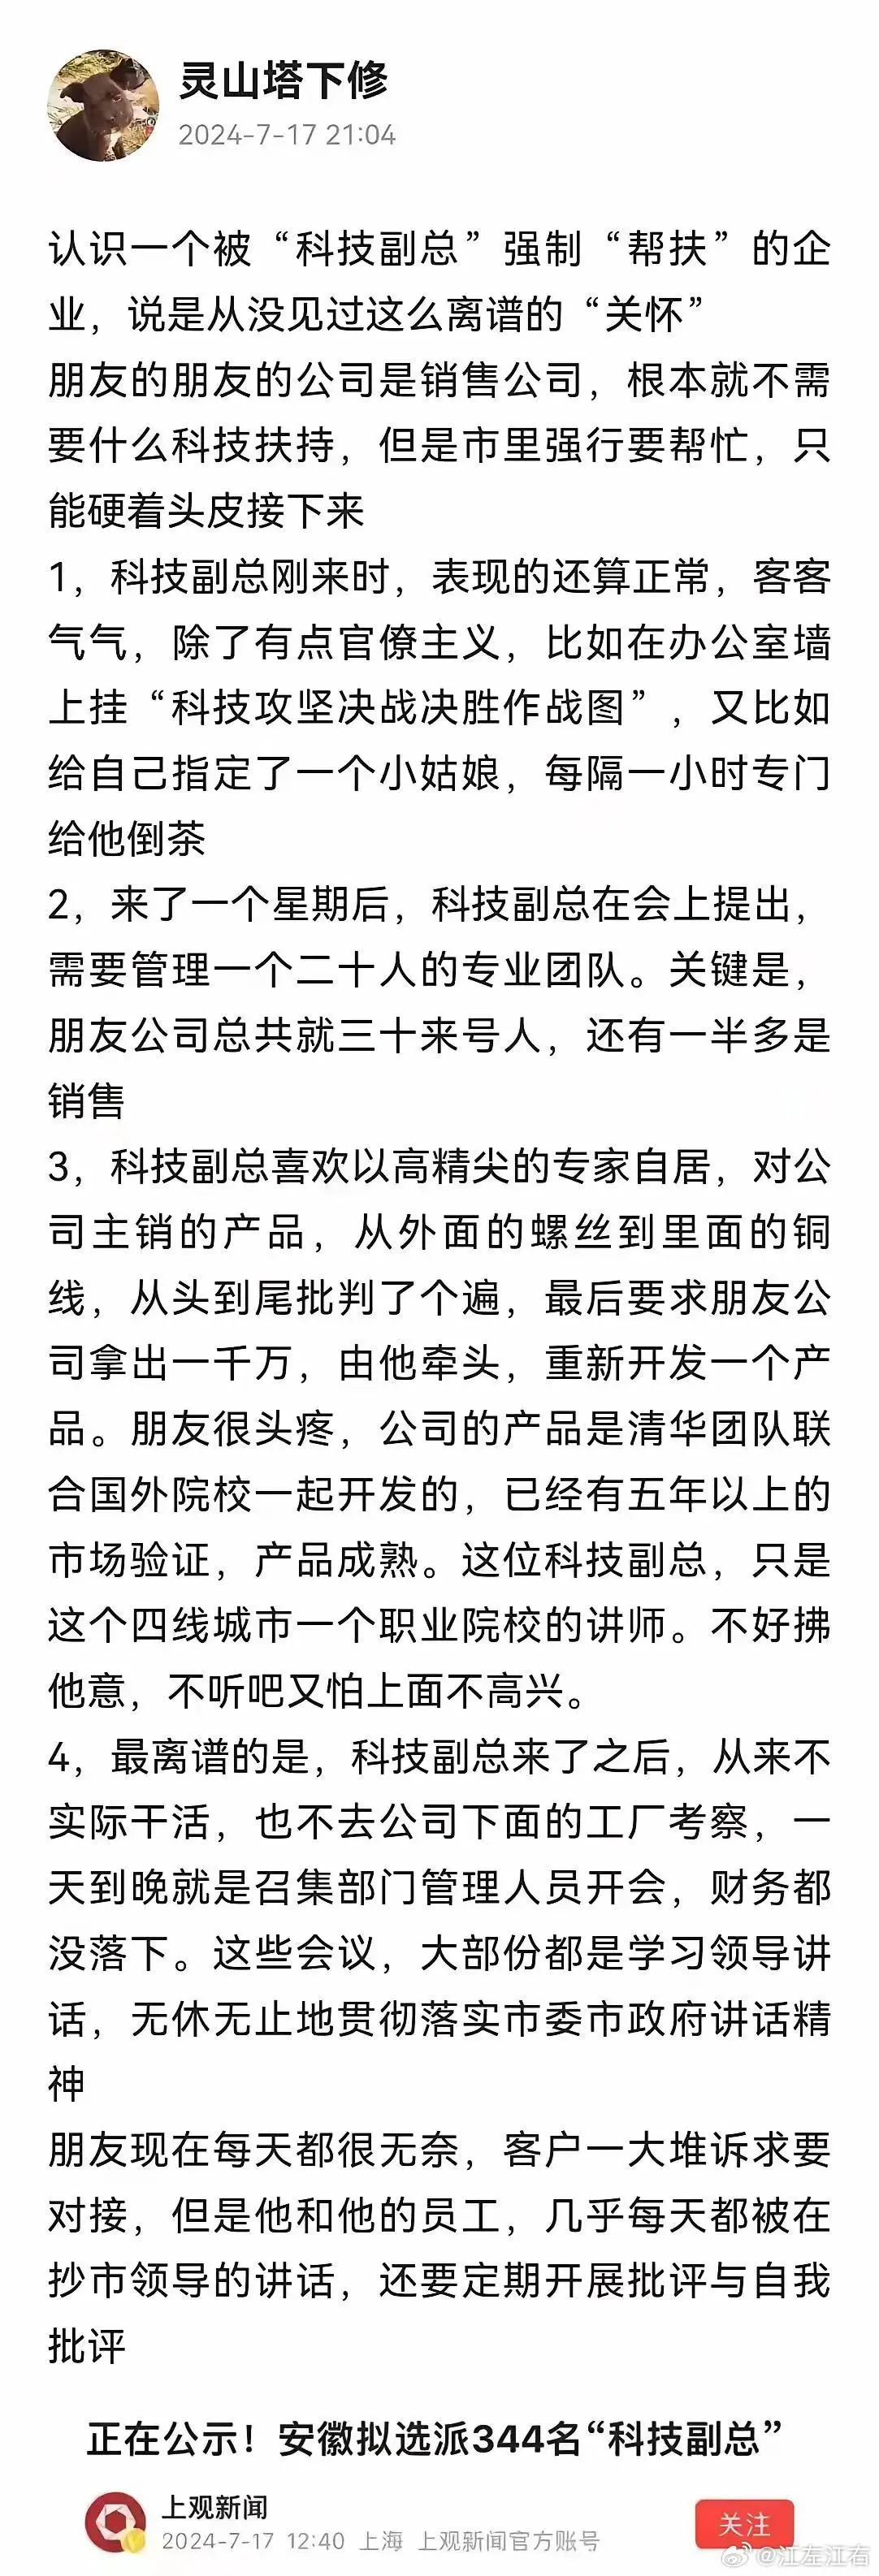 灵山塔下修
2024-7-17 21:04
认识一个被“科技副总”强制“帮扶”的企
业，说是从没见过这么离谱的“关怀”
朋友的朋友的公司是销售公司，根本就不需
要什么科技扶持，但是市里强行要帮忙，只
能硬着头皮接下来
1，科技副总刚来时，表现的还算正常，客客
气气，除了有点官僚主义，比如在办公室墙
上挂“科技攻坚决战决胜作战图”，又比如
给自己指定了一个小姑娘，每隔一小时专门
给他倒茶
2，来了一个星期后，科技副总在会上提出，
需要管理一个二十人的专业团队。关键是，
朋友公司总共就三十来号人，还有一半多是
销售
3，科技副总喜欢以高精尖的专家自居，对公
司主销的产品，从外面的螺丝到里面的铜
线，从头到尾批判了个遍，最后要求朋友公
司拿出一千万，由他牵头，重新开发一个产
品。朋友很头疼，公司的产品是清华团队联
合国外院校一起开发的，已经有五年以上的
市场验证，产品成熟。这位科技副总，只是
这个四线城市一个职业院校的讲师。不好拂
他意，不听吧又怕上面不高兴。
4，最离谱的是，科技副总来了之后，从来不
实际干活，也不去公司下面的工厂考察，一
天到晚就是召集部门管理人员开会，财务都
没落下。这些会议，大部份都是学习领导讲
话，无休无止地贯彻落实市委市政府讲话精
神
朋友现在每天都很无奈，客户一大堆诉求要
对接，但是他和他的员工，几乎每天都被在
抄市领导的讲话，还要定期开展批评与自我
批评
正在公示！安徽拟选派344名“科技副总”
上观新闻
2024-7-17 12:40 上海 上观新闻官方账号
关注
@江左江右